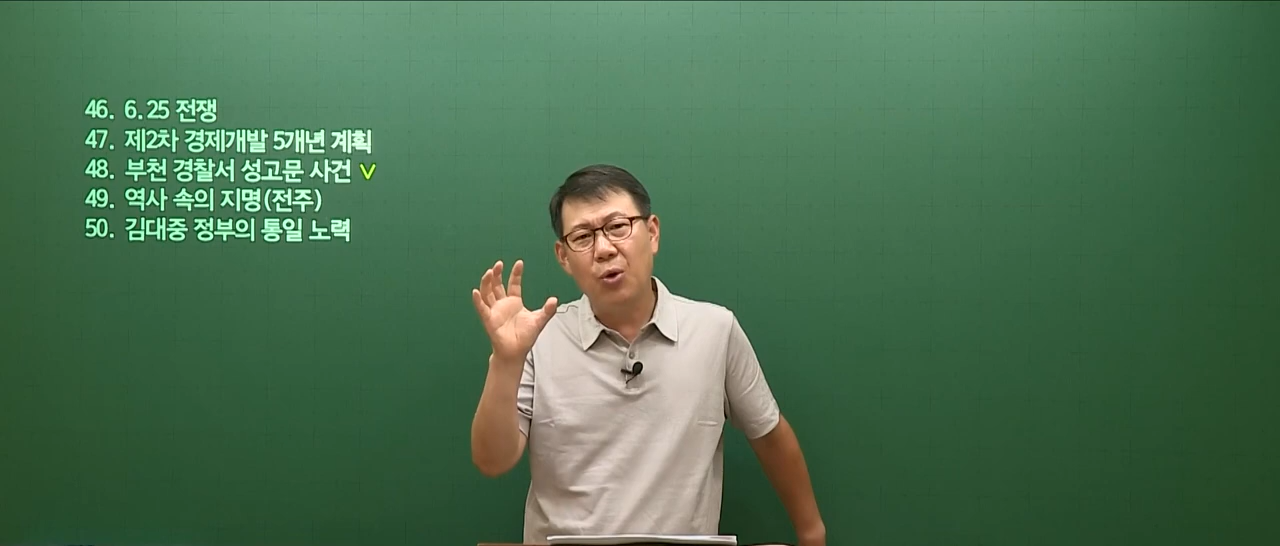 46. 6.25 전쟁
47. 제2차 경제개발 5개년 계획
48. 부천 경찰서 성고문 사건 V
49. 역사 속의 지명(전주)
50. 김대중 정부의 통일 노력